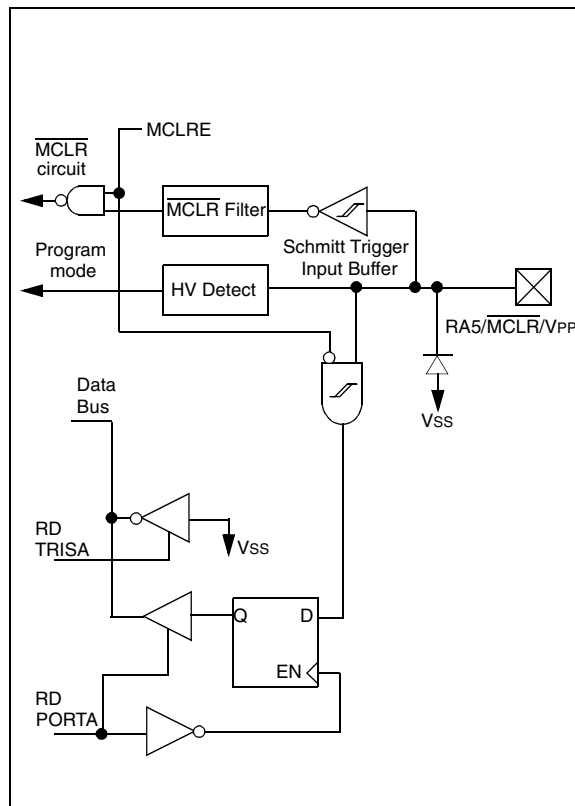 MCLRE
MCLR
circuit
MCLR Filter
Schmitt Trigger
Input Buffer
Program
mode
HV Detect
RA5/MCLR/VPP
VSS
Data
Bus
RD
TRISA
VSS
Q
D
EN
RD
PORTA